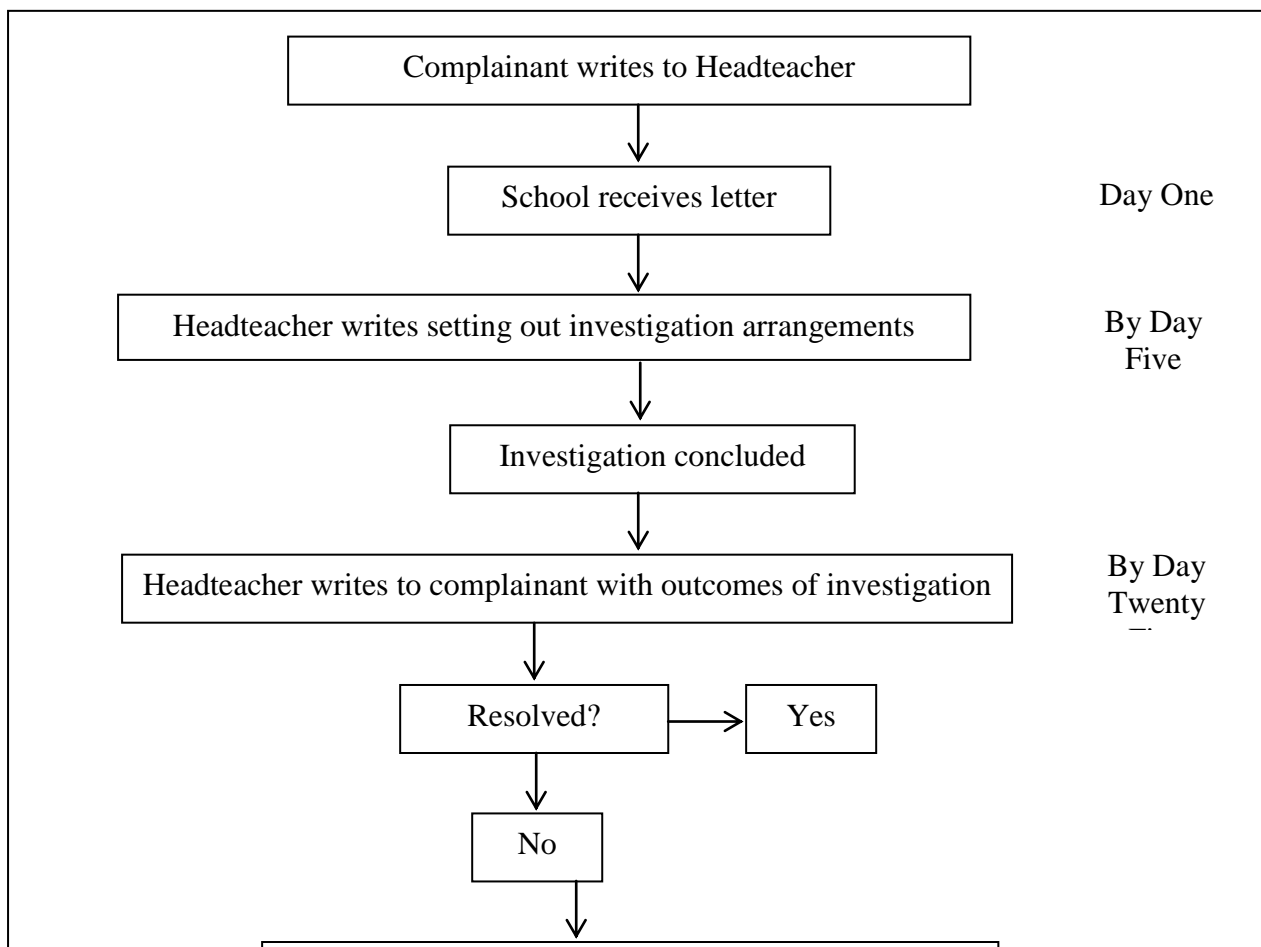 Complainant writes to Headteacher
School receives letter
Day One
Headteacher writes setting out investigation arrangements
By Day
Five
Investigation concluded
Headteacher writes to complainant with outcomes of investigation
By Day
Twenty
Resolved?
Yes
No